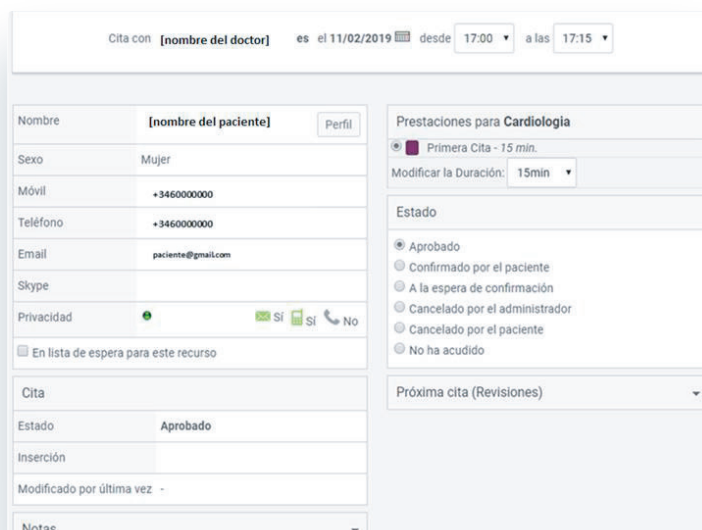 Cita con [nombre del doctor] es el 11/02/2019 desde 17:00 a las 17:15
Nombre [nombre del paciente] Perfil
Sexo Mujer
Móvil +3460000000
Teléfono +3460000000
Email paciente@gmail.com
Skype
Privacidad Sí Sí No
En lista de espera para este recurso
Cita
Estado Aprobado
Inserción
Modificado por última vez -
Notas
Prestaciones para Cardiologia
Primera Cita - 15 min.
Modificar la Duración: 15min
Estado
Aprobado
Confirmado por el paciente
A la espera de confirmación
Cancelado por el administrador
Cancelado por el paciente
No ha acudido
Próxima cita (Revisiones)